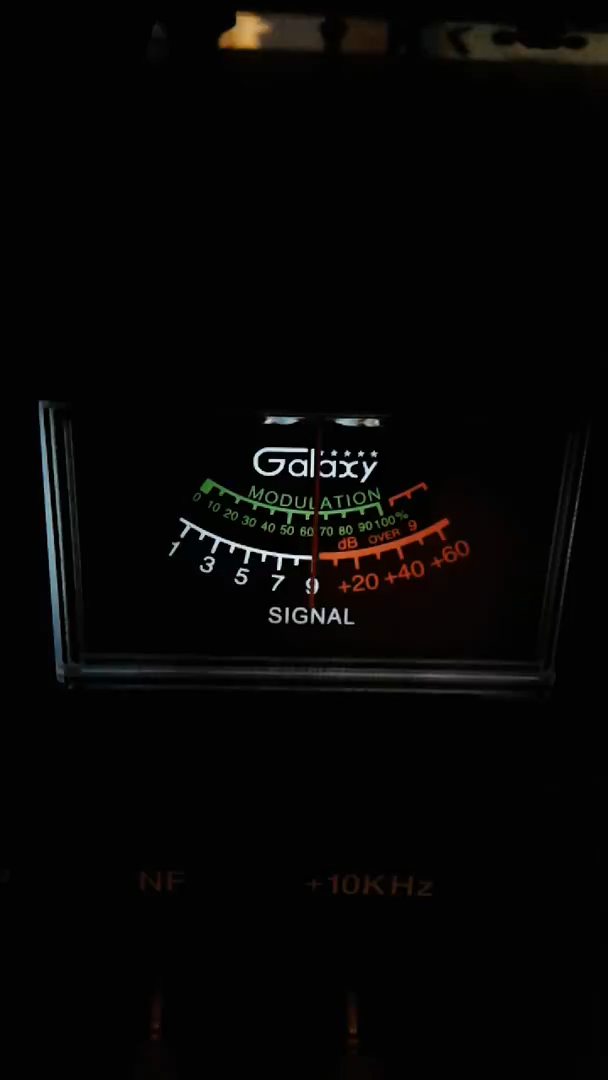 Galaxy
MODULATION
0 10 20 30 40 50 60 70 80 90 100%
dB OVER 9
1 3 5 7 9 +20 +40 +60
SIGNAL
NF +10KHz